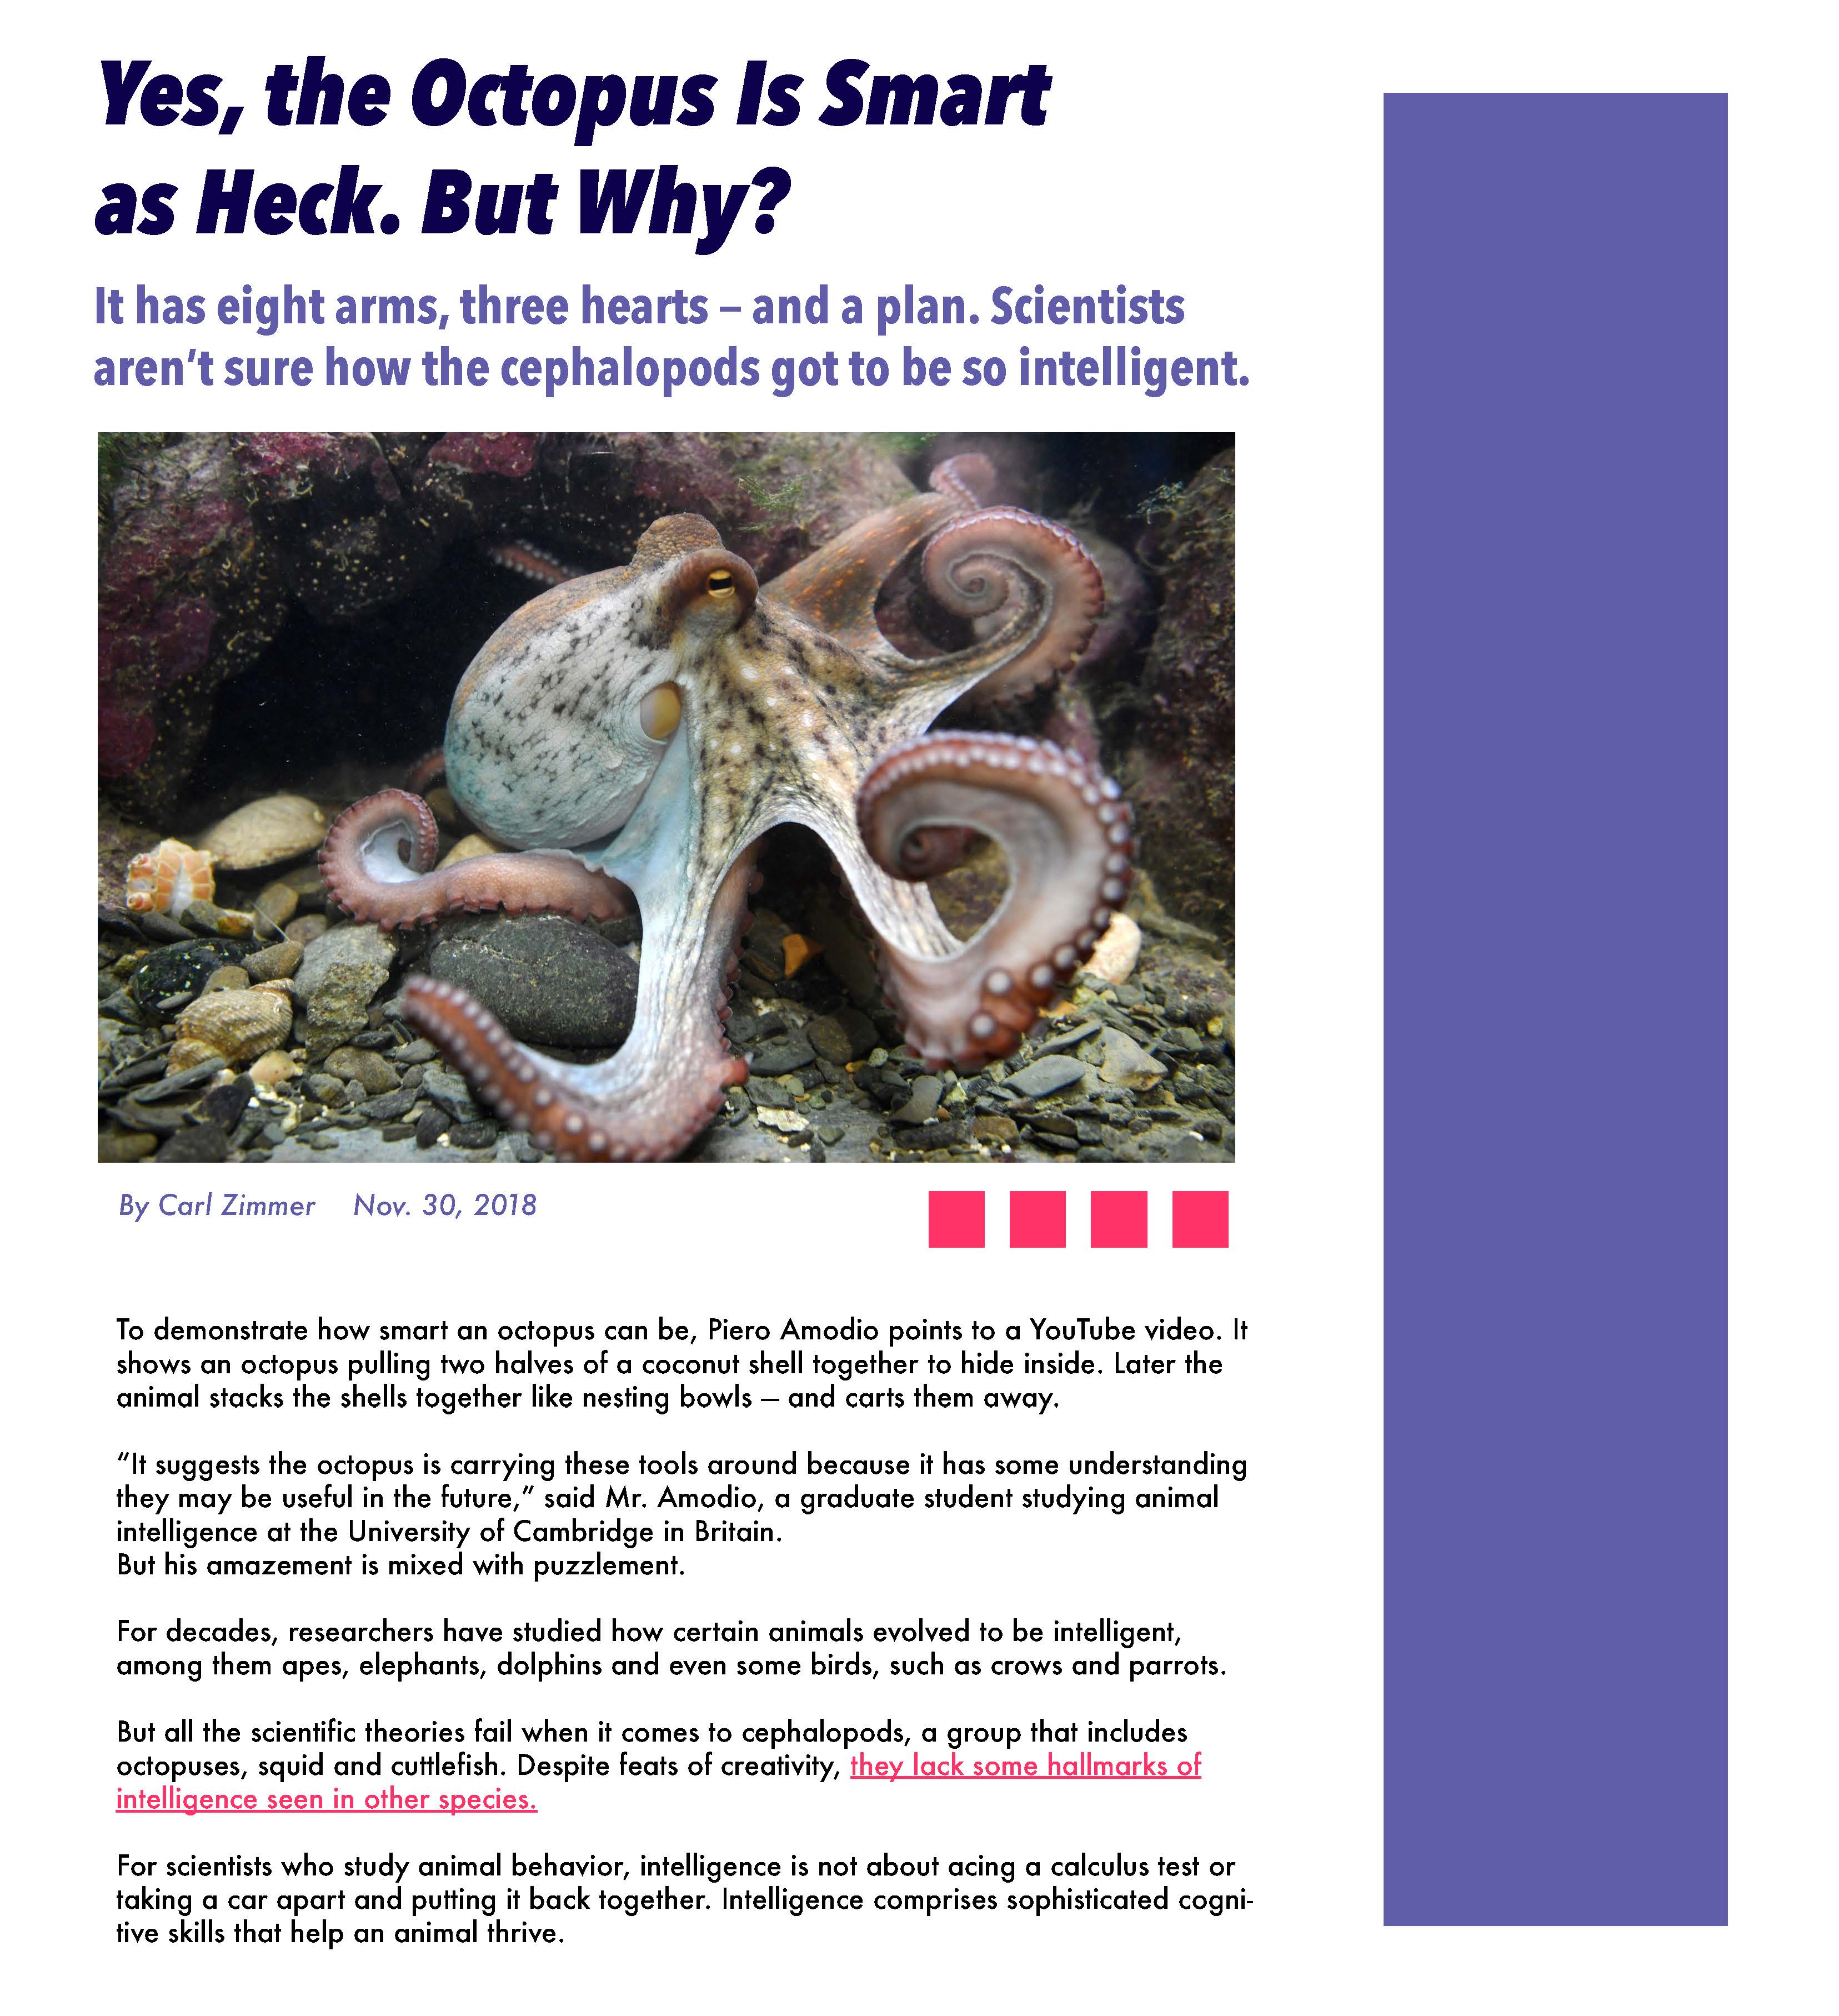 Yes, the Octopus Is Smart
as Heck. But Why?
It has eight arms, three hearts – and a plan. Scientists
aren’t sure how the cephalopods got to be so intelligent.
By Carl Zimmer Nov. 30, 2018
To demonstrate how smart an octopus can be, Piero Amodio points to a YouTube video. It
shows an octopus pulling two halves of a coconut shell together to hide inside. Later the
animal stacks the shells together like nesting bowls — and carts them away.
“It suggests the octopus is carrying these tools around because it has some understanding
they may be useful in the future,” said Mr. Amodio, a graduate student studying animal
intelligence at the University of Cambridge in Britain.
But his amazement is mixed with puzzlement.
For decades, researchers have studied how certain animals evolved to be intelligent,
among them apes, elephants, dolphins and even some birds, such as crows and parrots.
But all the scientific theories fail when it comes to cephalopods, a group that includes
octopuses, squid and cuttlefish. Despite feats of creativity, they lack some hallmarks of
intelligence seen in other species.
For scientists who study animal behavior, intelligence is not about acing a calculus test or
taking a car apart and putting it back together. Intelligence comprises sophisticated cogni-
tive skills that help an animal thrive.